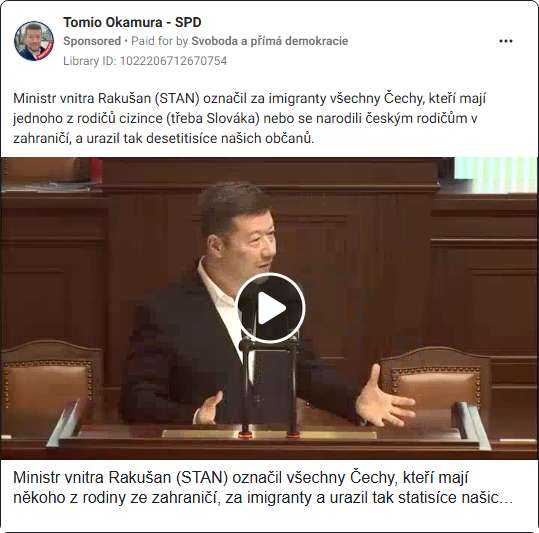 Tomio Okamura - SPD
Sponsored • Paid for by Svoboda a přímá demokracie
Library ID: 1022206712670754
Ministr vnitra Rakušan (STAN) označil za imigranty všechny Čechy, kteří mají
jednoho z rodičů cizince (třeba Slováka) nebo se narodili českým rodičům v
zahraničí, a urazil tak desetitisíce našich občanů.
Ministr vnitra Rakušan (STAN) označil všechny Čechy, kteří mají
někoho z rodiny ze zahraničí, za imigranty a urazil tak statisíce našic...